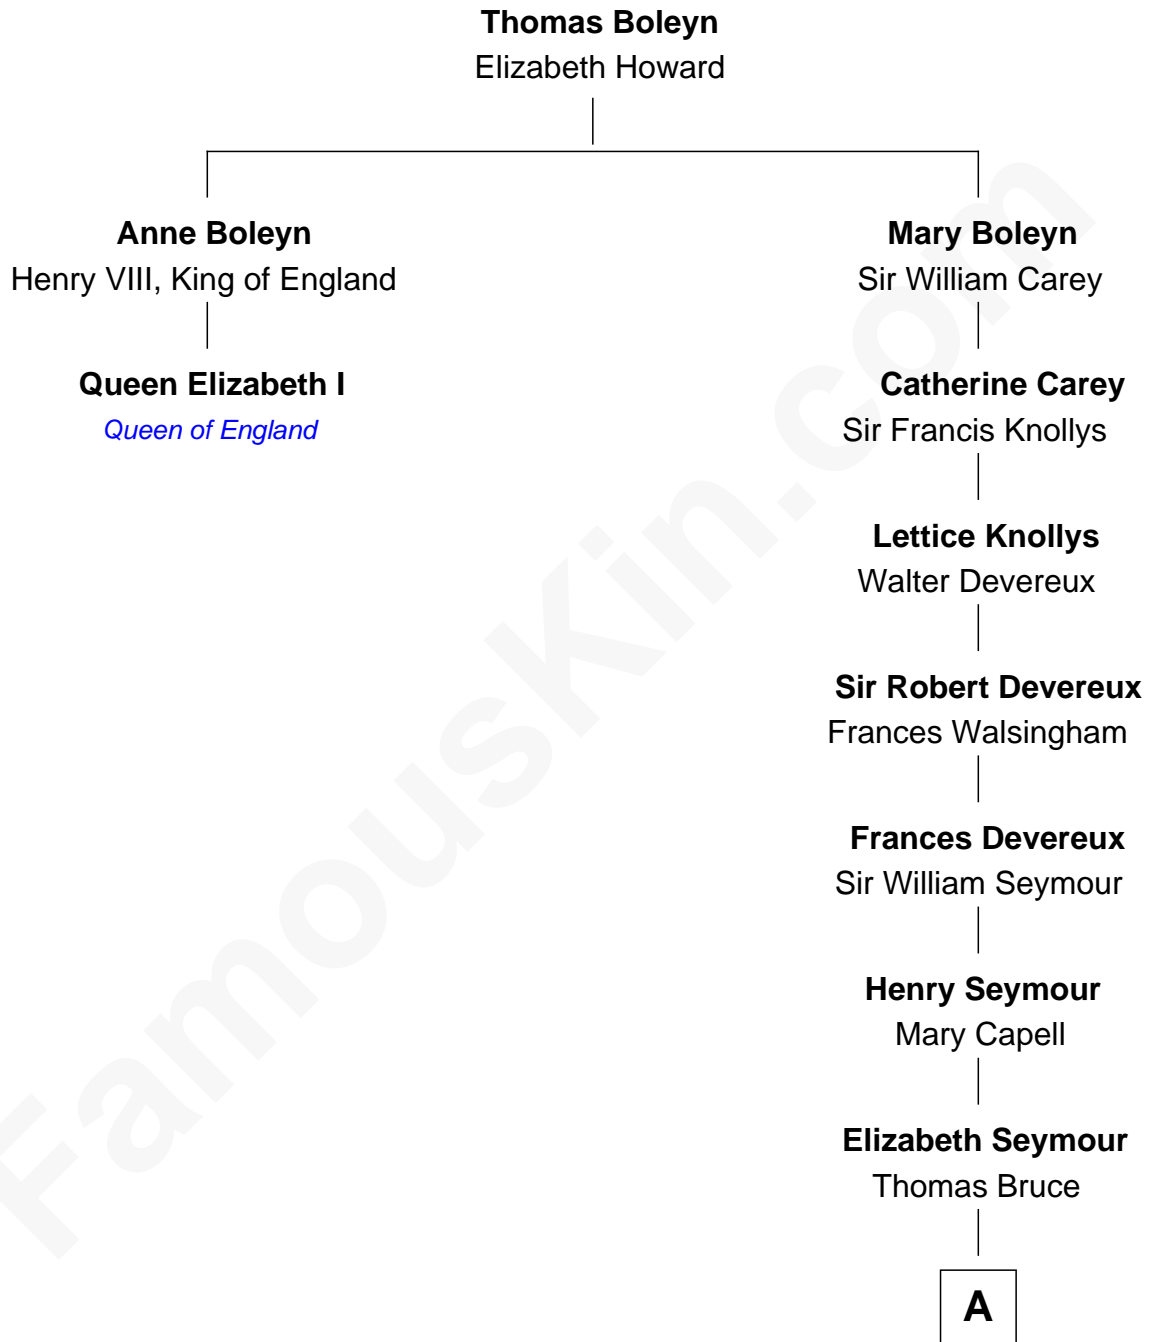 Thomas Boleyn
Elizabeth Howard
Anne Boleyn
Henry VIII, King of England
Queen Elizabeth I
Queen of England
Mary Boleyn
Sir William Carey
Catherine Carey
Sir Francis Knollys
Lettice Knollys
Walter Devereux
Sir Robert Devereux
Frances Walsingham
Frances Devereux
Sir William Seymour
Henry Seymour
Mary Capell
Elizabeth Seymour
Thomas Bruce
A
FamousKin.com